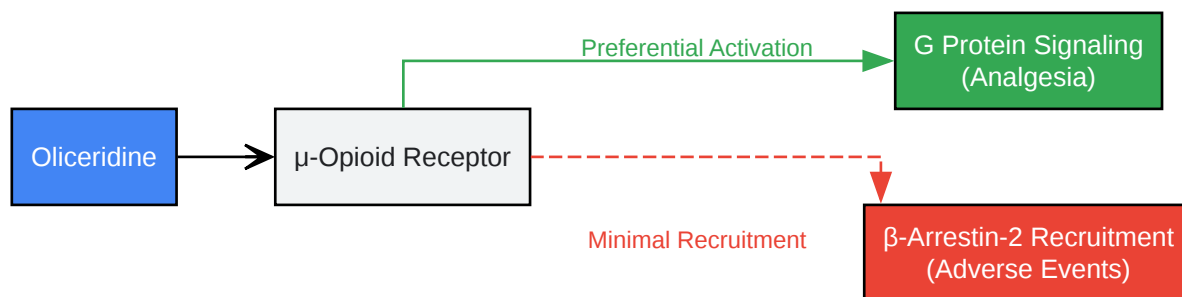 Preferential Activation
G Protein Signaling
(Analgesia)
Oliceridine
μ-Opioid Receptor
Minimal Recruitment
β-Arrestin-2 Recruitment
(Adverse Events)